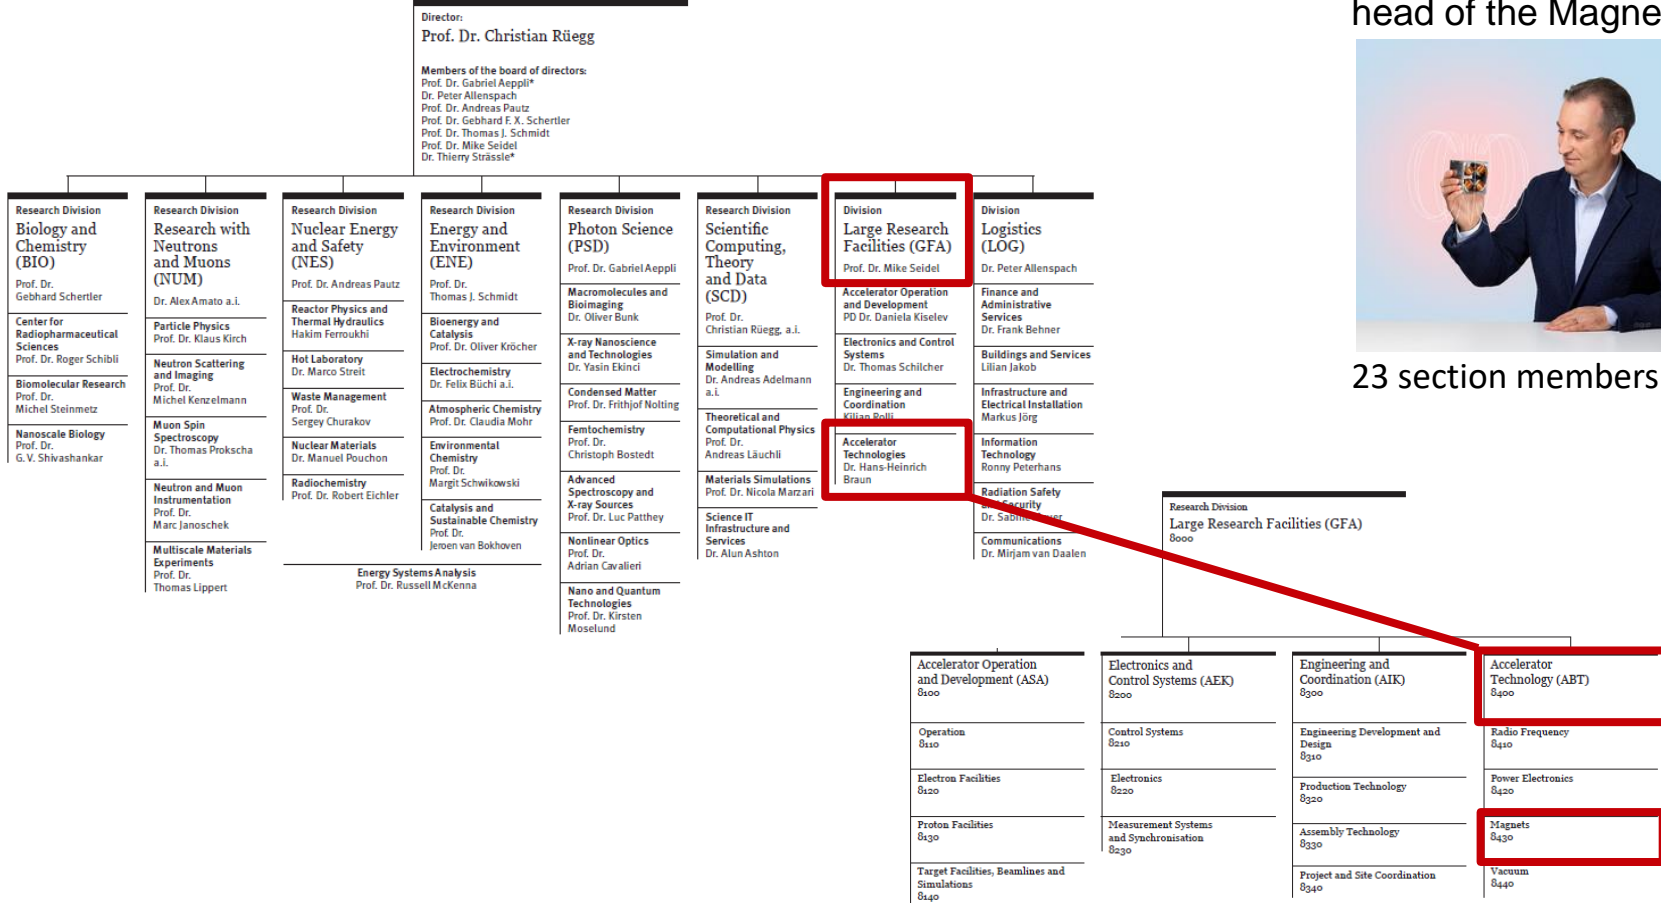 Director:
Prof. Dr. Christian Rüegg
Members of the board of directors:
Prof. Dr. Gabriel Aeppli*
Dr. Peter Allenspach
Prof. Dr. Andreas Pautz
Prof. Dr. Gebhard F. X. Schertler
Prof. Dr. Thomas J. Schmidt
Prof. Dr. Mike Seidel
Dr. Thierry Strässle*
head of the Magne
23 section members
Research Division
Biology and
Chemistry
(BIO)
Prof. Dr.
Gebhard Schertler
Center for
Radiopharmaceutical
Sciences
Prof. Dr. Roger Schibli
Biomolecular Research
Prof. Dr.
Michel Steinmetz
Nanoscale Biology
Prof. Dr.
G. V. Shivashankar
Research Division
Research with
Neutrons
and Muons
(NUM)
Dr. Alex Amato a.i.
Particle Physics
Prof. Dr. Klaus Kirch
Neutron Scattering
and Imaging
Prof. Dr.
Michel Kenzelmann
Muon Spin
Spectroscopy
Dr. Thomas Prokscha
a.i.
Neutron and Muon
Instrumentation
Prof. Dr.
Marc Janoschek
Multiscale Materials
Experiments
Prof. Dr.
Thomas Lippert
Research Division
Nuclear Energy
and Safety
(NES)
Prof. Dr. Andreas Pautz
Reactor Physics and
Thermal Hydraulics
Hakim Ferroukhi
Hot Laboratory
Dr. Marco Streit
Waste Management
Prof. Dr.
Sergey Churakov
Nuclear Materials
Dr. Manuel Pouchon
Radiochemistry
Prof. Dr. Robert Eichler
Research Division
Energy and
Environment
(ENE)
Prof. Dr.
Thomas J. Schmidt
Bioenergy and
Catalysis
Prof. Dr. Oliver Kröcher
Electrochemistry
Dr. Felix Büchi a.i.
Atmospheric Chemistry
Prof. Dr. Claudia Mohr
Environmental
Chemistry
Prof. Dr.
Margit Schwikowski
Catalysis and
Sustainable Chemistry
Prof. Dr.
Jeroen van Bokhoven
Energy Systems Analysis
Prof. Dr. Russell McKenna
Research Division
Photon Science
(PSD)
Prof. Dr. Gabriel Aeppli
Macromolecules and
Bioimaging
Dr. Oliver Bunk
X-ray Nanoscience
and Technologies
Dr. Yasin Ekinci
Condensed Matter
Prof. Dr. Frithjof Nolting
Femtochemistry
Prof. Dr.
Christoph Bostedt
Advanced
Spectroscopy and
X-ray Sources
Prof. Dr. Luc Patthey
Nonlinear Optics
Prof. Dr.
Adrian Cavalieri
Nano and Quantum
Technologies
Prof. Dr. Kirsten
Moselund
Research Division
Scientific
Computing,
Theory
and Data
(SCD)
Prof. Dr.
Christian Rüegg, a.i.
Simulation and
Modelling
Dr. Andreas Adelmann
a.i.
Theoretical and
Computational Physics
Prof. Dr.
Andreas Läuchli
Materials Simulations
Prof. Dr. Nicola Marzari
Science IT
Infrastructure and
Services
Dr. Alun Ashton
Division
Large Research
Facilities (GFA)
Prof. Dr. Mike Seidel
Accelerator Operation
and Development
PD Dr. Daniela Kiselev
Electronics and Control
Systems
Dr. Thomas Schilcher
Engineering and
Coordination
Kilian Rolli
Accelerator
Technologies
Dr. Hans-Heinrich
Braun
Division
Logistics
(LOG)
Dr. Peter Allenspach
Finance and
Administrative
Services
Dr. Frank Behner
Buildings and Services
Lilian Jakob
Infrastructure and
Electrical Installation
Markus Jörg
Information
Technology
Ronny Peterhans
Radiation Safety
Security
Dr.
Communications
Dr. Mirjam van Daalen
Research Division
Large Research Facilities (GFA)
8000
Accelerator Operation
and Development (ASA)
8100
Operation
8110
Electron Facilities
8120
Proton Facilities
8130
Target Facilities, Beamlines and
Simulations
8140
Electronics and
Control Systems (AEK)
8200
Control Systems
8210
Electronics
8220
Measurement Systems
and Synchronisation
8230
Engineering and
Coordination (AIK)
8300
Engineering Development and
Design
8310
Production Technology
8320
Assembly Technology
8330
Project and Site Coordination
8340
Accelerator
Technology (ABT)
8400
Radio Frequency
8410
Power Electronics
8420
Magnets
8430
Vacuum
8440